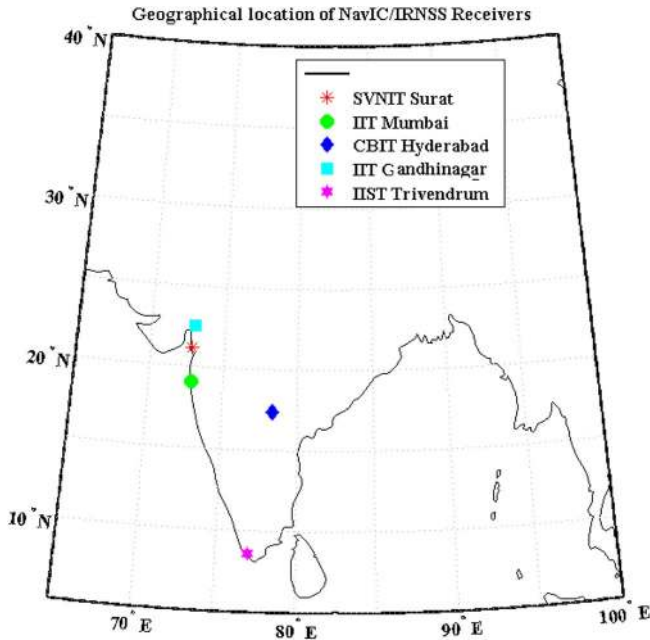 Geographical location of NavIC/IRNSS Receivers
40°N
SVNIT Surat
IIT Mumbai
CBIT Hyderabad
IIT Gandhinagar
IIST Trivendrum
30°N
20°N
10°N
70°E
80°E
90°E
100°E